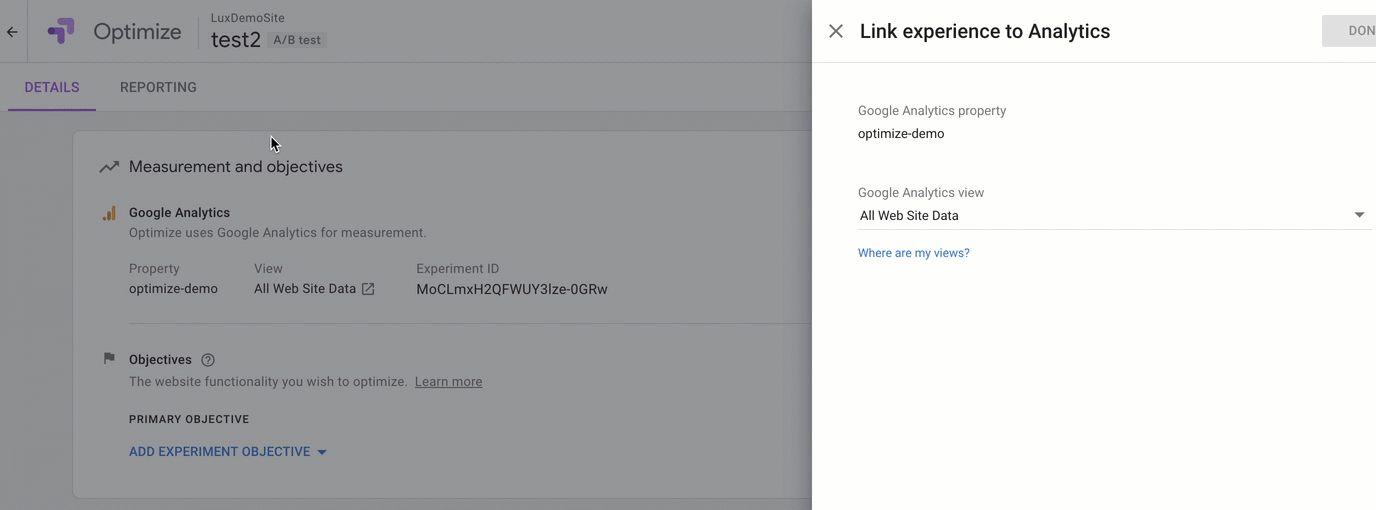 LuxDemoSite
Optimize
test2 A/B test
DETAILS REPORTING
Measurement and objectives
Google Analytics
Optimize uses Google Analytics for measurement.
Property View Experiment ID
optimize-demo All Web Site Data MoCLmxH2QFWUY3Ize-0GRw
Objectives
The website functionality you wish to optimize. Learn more
PRIMARY OBJECTIVE
ADD EXPERIMENT OBJECTIVE
Link experience to Analytics
DON
Google Analytics property
optimize-demo
Google Analytics view
All Web Site Data
Where are my views?